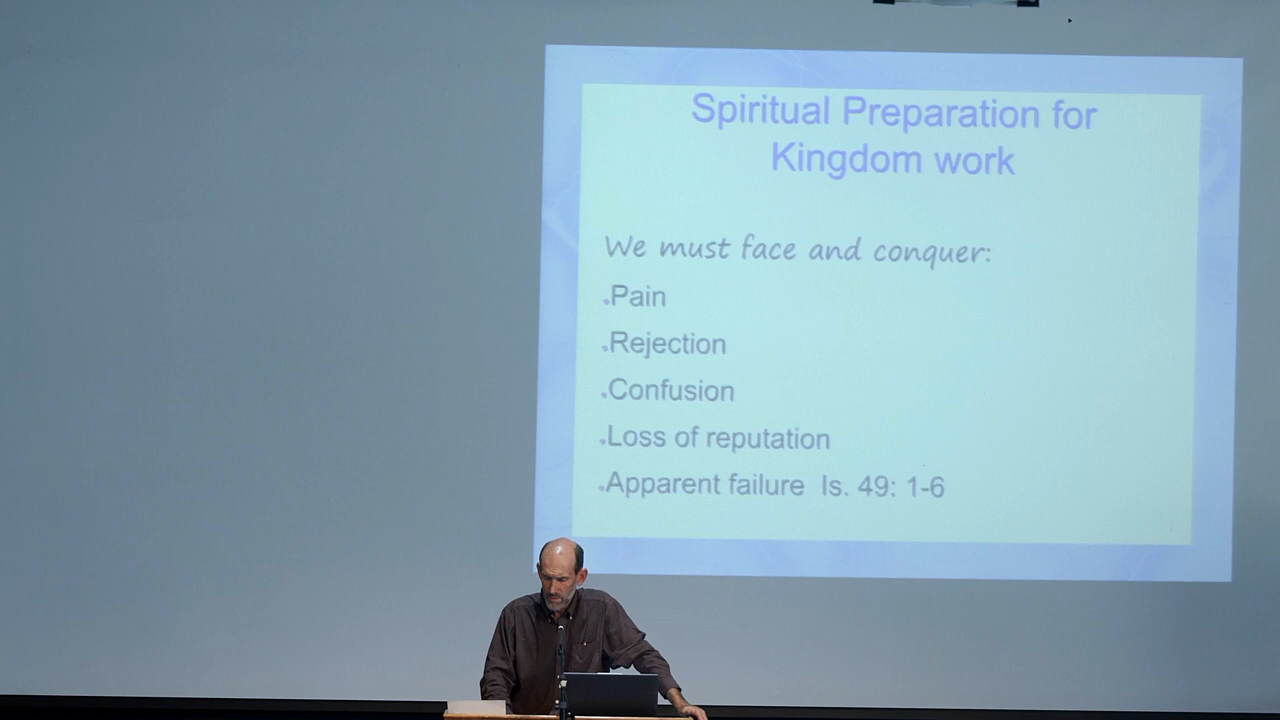 Spiritual Preparation for
Kingdom work
We must face and conquer:
.Pain
.Rejection
.Confusion
.Loss of reputation
.Apparent failure Is. 49: 1-6